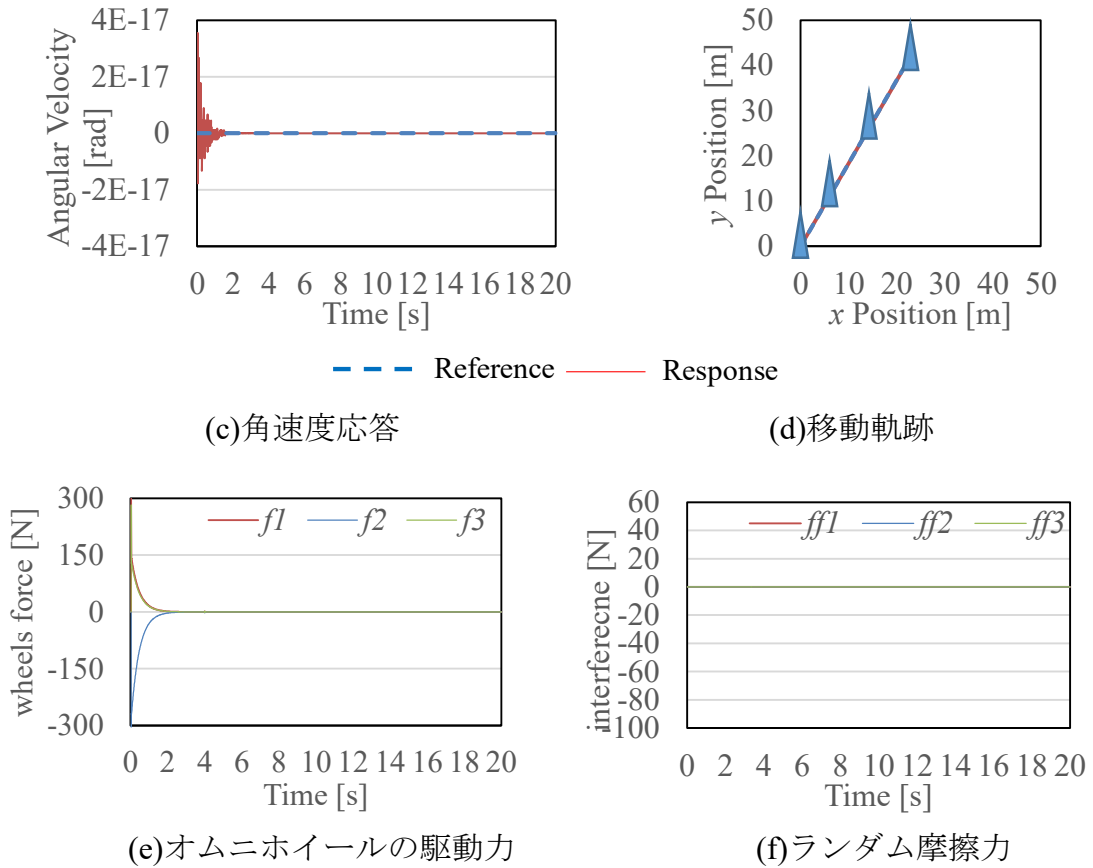 4E-17
2E-17
0
-2E-17
-4E-17
Angular Velocity
[rad]
0 2 4 6 8 10 12 14 16 18 20
Time [s]
50
40
30
20
10
0
y Position [m]
0 10 20 30 40 50
x Position [m]
Reference Response
(c)角速度応答
(d)移動軌跡
300
150
0
-150
-300
wheels force [N]
f1 f2 f3
0 2 4 6 8 10 12 14 16 18 20
Time [s]
60
40
20
0
-20
-40
-60
-80
-100
interferecne [N]
ff1 ff2 ff3
0 2 4 6 8 10 12 14 16 18 20
Time [s]
(e)オムニホイールの駆動力
(f)ランダム摩擦力